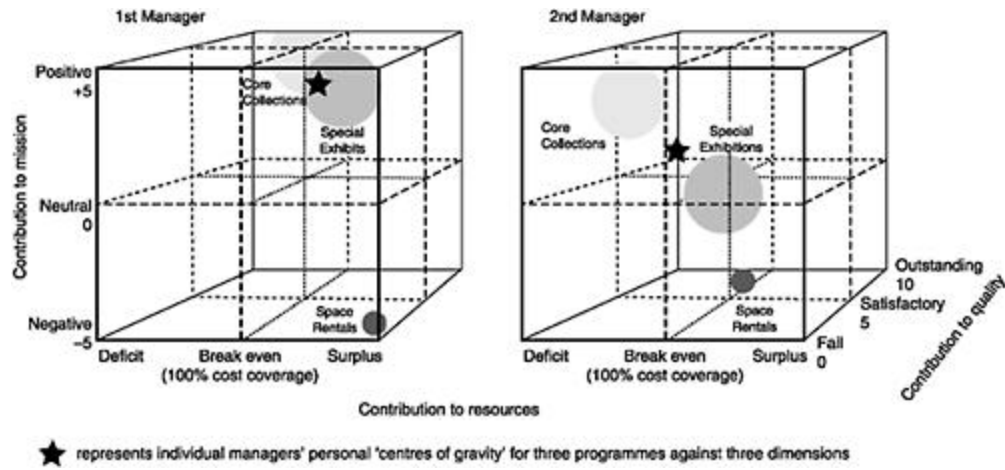 1st Manager
2nd Manager
Positive
+5
Core
Collections
Special
Exhibits
Contribution to mission
Neutral
0
Space
Rentals
Negative
−5
Deficit
Break even
Surplus
(100% cost coverage)
Core
Collections
Special
Exhibitions
Space
Rentals
Outstanding
10
Satisfactory
5
Fail
0
Contribution to quality
Deficit
Break even
Surplus
(100% cost coverage)
Contribution to resources
represents individual managers' personal 'centres of gravity' for three programmes against three dimensions